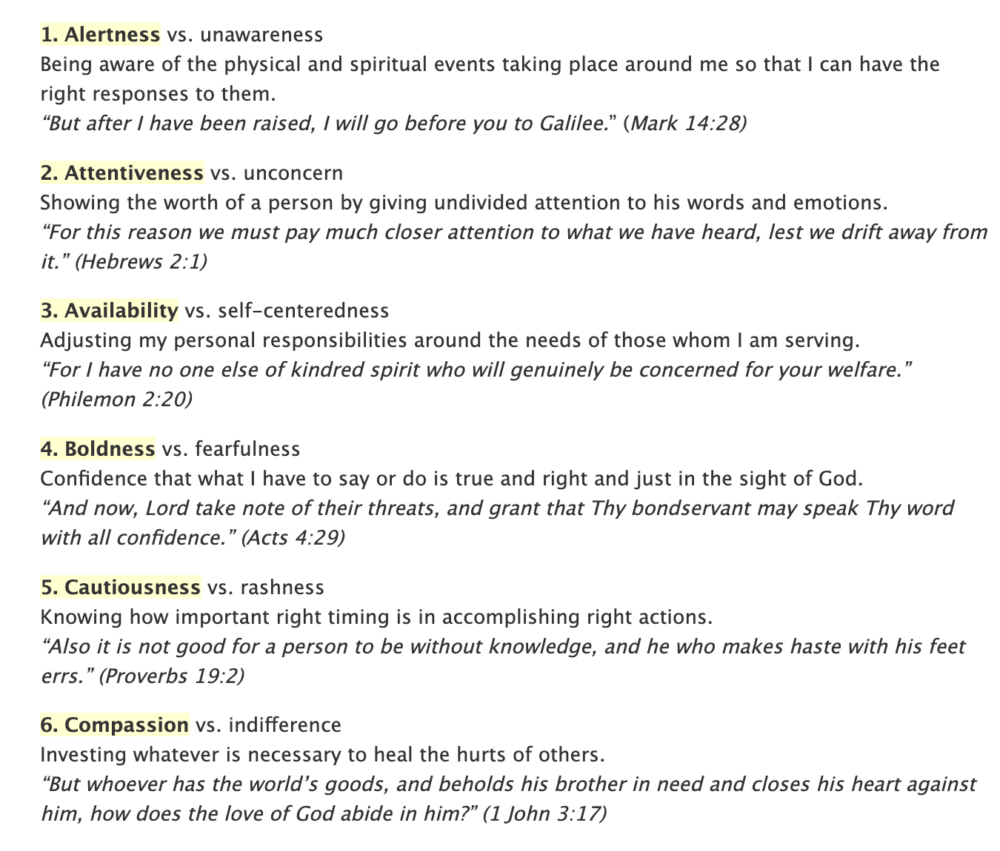 1. Alertness vs. unawareness
Being aware of the physical and spiritual events taking place around me so that I can have the
right responses to them.
“But after I have been raised, I will go before you to Galilee.” (Mark 14:28)
2. Attentiveness vs. unconcern
Showing the worth of a person by giving undivided attention to his words and emotions.
“For this reason we must pay much closer attention to what we have heard, lest we drift away from
it.” (Hebrews 2:1)
3. Availability vs. self-centeredness
Adjusting my personal responsibilities around the needs of those whom I am serving.
“For I have no one else of kindred spirit who will genuinely be concerned for your welfare.”
(Philemon 2:20)
4. Boldness vs. fearfulness
Confidence that what I have to say or do is true and right and just in the sight of God.
“And now, Lord take note of their threats, and grant that Thy bondservant may speak Thy word
with all confidence.” (Acts 4:29)
5. Cautiousness vs. rashness
Knowing how important right timing is in accomplishing right actions.
“Also it is not good for a person to be without knowledge, and he who makes haste with his feet
errs.” (Proverbs 19:2)
6. Compassion vs. indifference
Investing whatever is necessary to heal the hurts of others.
“But whoever has the world’s goods, and beholds his brother in need and closes his heart against
him, how does the love of God abide in him?” (1 John 3:17)